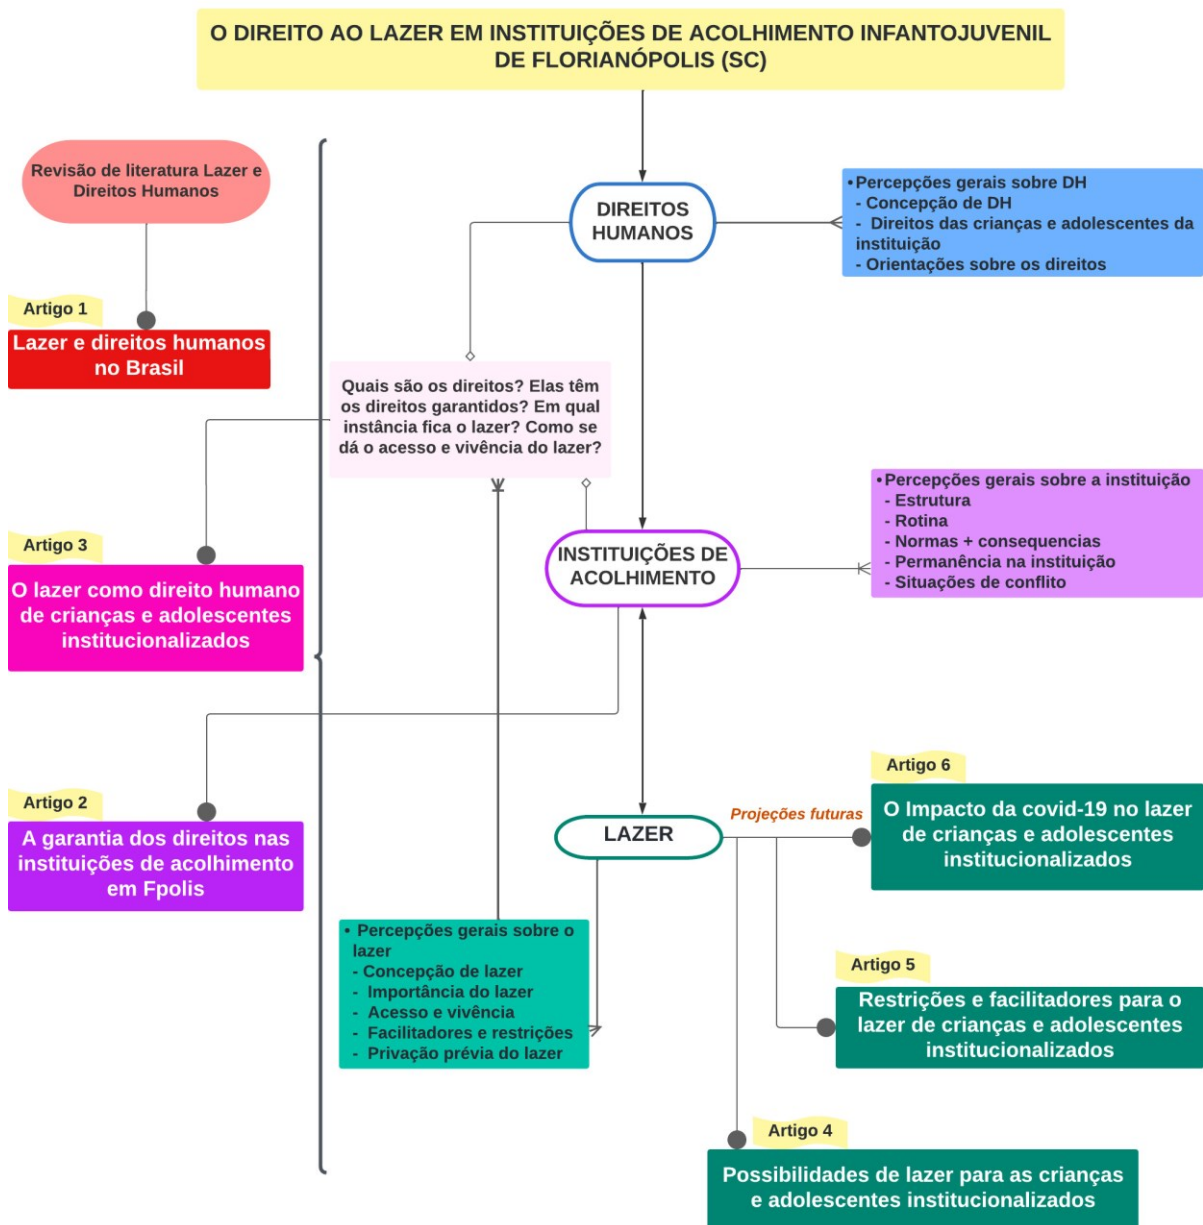 O DIREITO AO LAZER EM INSTITUIÇÕES DE ACOLHIMENTO INFANTOJUVENIL
DE FLORIANÓPOLIS (SC)
Revisão de literatura Lazer e
Direitos Humanos
DIREITOS
HUMANOS
• Percepções gerais sobre DH
- Concepção de DH
- Direitos das crianças e adolescentes da
instituição
- Orientações sobre os direitos
Artigo 1
Lazer e direitos humanos
no Brasil
Quais são os direitos? Elas têm
os direitos garantidos? Em qual
instância fica o lazer? Como se
dá o acesso e vivência do lazer?
Artigo 3
O lazer como direito humano
de crianças e adolescentes
institucionalizados
INSTITUIÇÕES DE
ACOLHIMENTO
• Percepções gerais sobre a instituição
- Estrutura
- Rotina
- Normas + consequencias
- Permanência na instituição
- Situações de conflito
Artigo 2
A garantia dos direitos nas
instituições de acolhimento
em Fpolis
LAZER
Projeções futuras
Artigo 6
O Impacto da covid-19 no lazer
de crianças e adolescentes
institucionalizados
• Percepções gerais sobre o
lazer
- Concepção de lazer
- Importância do lazer
- Acesso e vivência
- Facilitadores e restrições
- Privação prévia do lazer
Artigo 5
Restrições e facilitadores para o
lazer de crianças e adolescentes
institucionalizados
Artigo 4
Possibilidades de lazer para as crianças
e adolescentes institucionalizados